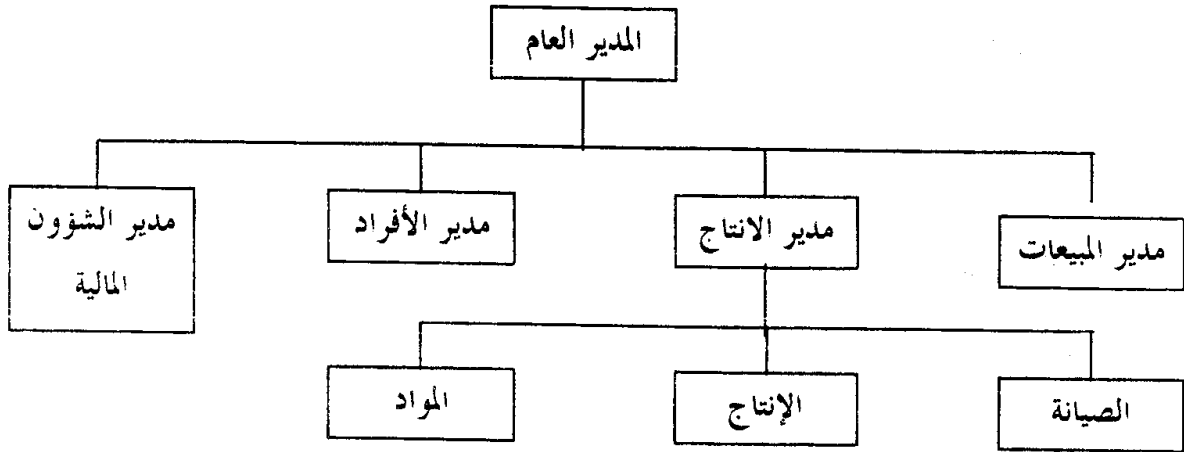 المدير العام
مدير المبيعات
مدير الانتاج
مدير الأفراد
مدير الشؤون
المالية
الصيانة
الإنتاج
المواد